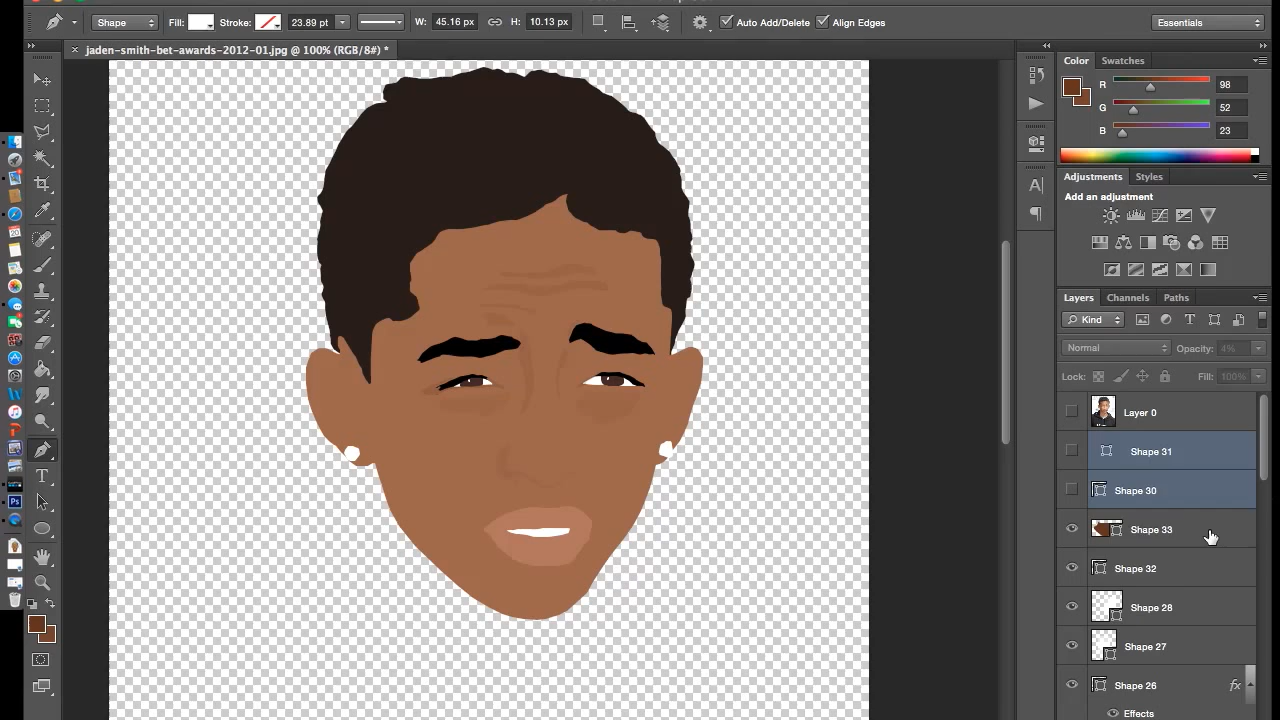 Shape Fill: Stroke: 23.89 pt W: 45.16 px H: 10.13 px Auto Add/Delete Align Edges Essentials
jaden-smith-bet-awards-2012-01.jpg @ 100% (RGB/8#) *
Color Swatches
R 98
G 52
B 23
Adjustments Styles
Add an adjustment
Layers Channels Paths
Kind
Normal Opacity: 4%
Lock: Fill: 100%
Layer 0
Shape 31
Shape 30
Shape 33
Shape 32
Shape 28
Shape 27
Shape 26 fx
Effects